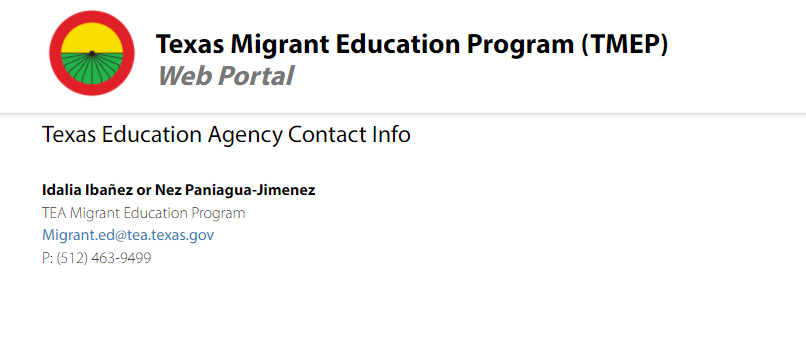 Texas Migrant Education Program (TMEP)
Web Portal
Texas Education Agency Contact Info
Idalia Ibañez or Nez Paniagua-Jimenez
TEA Migrant Education Program
Migrant.ed@tea.texas.gov
P: (512) 463-9499